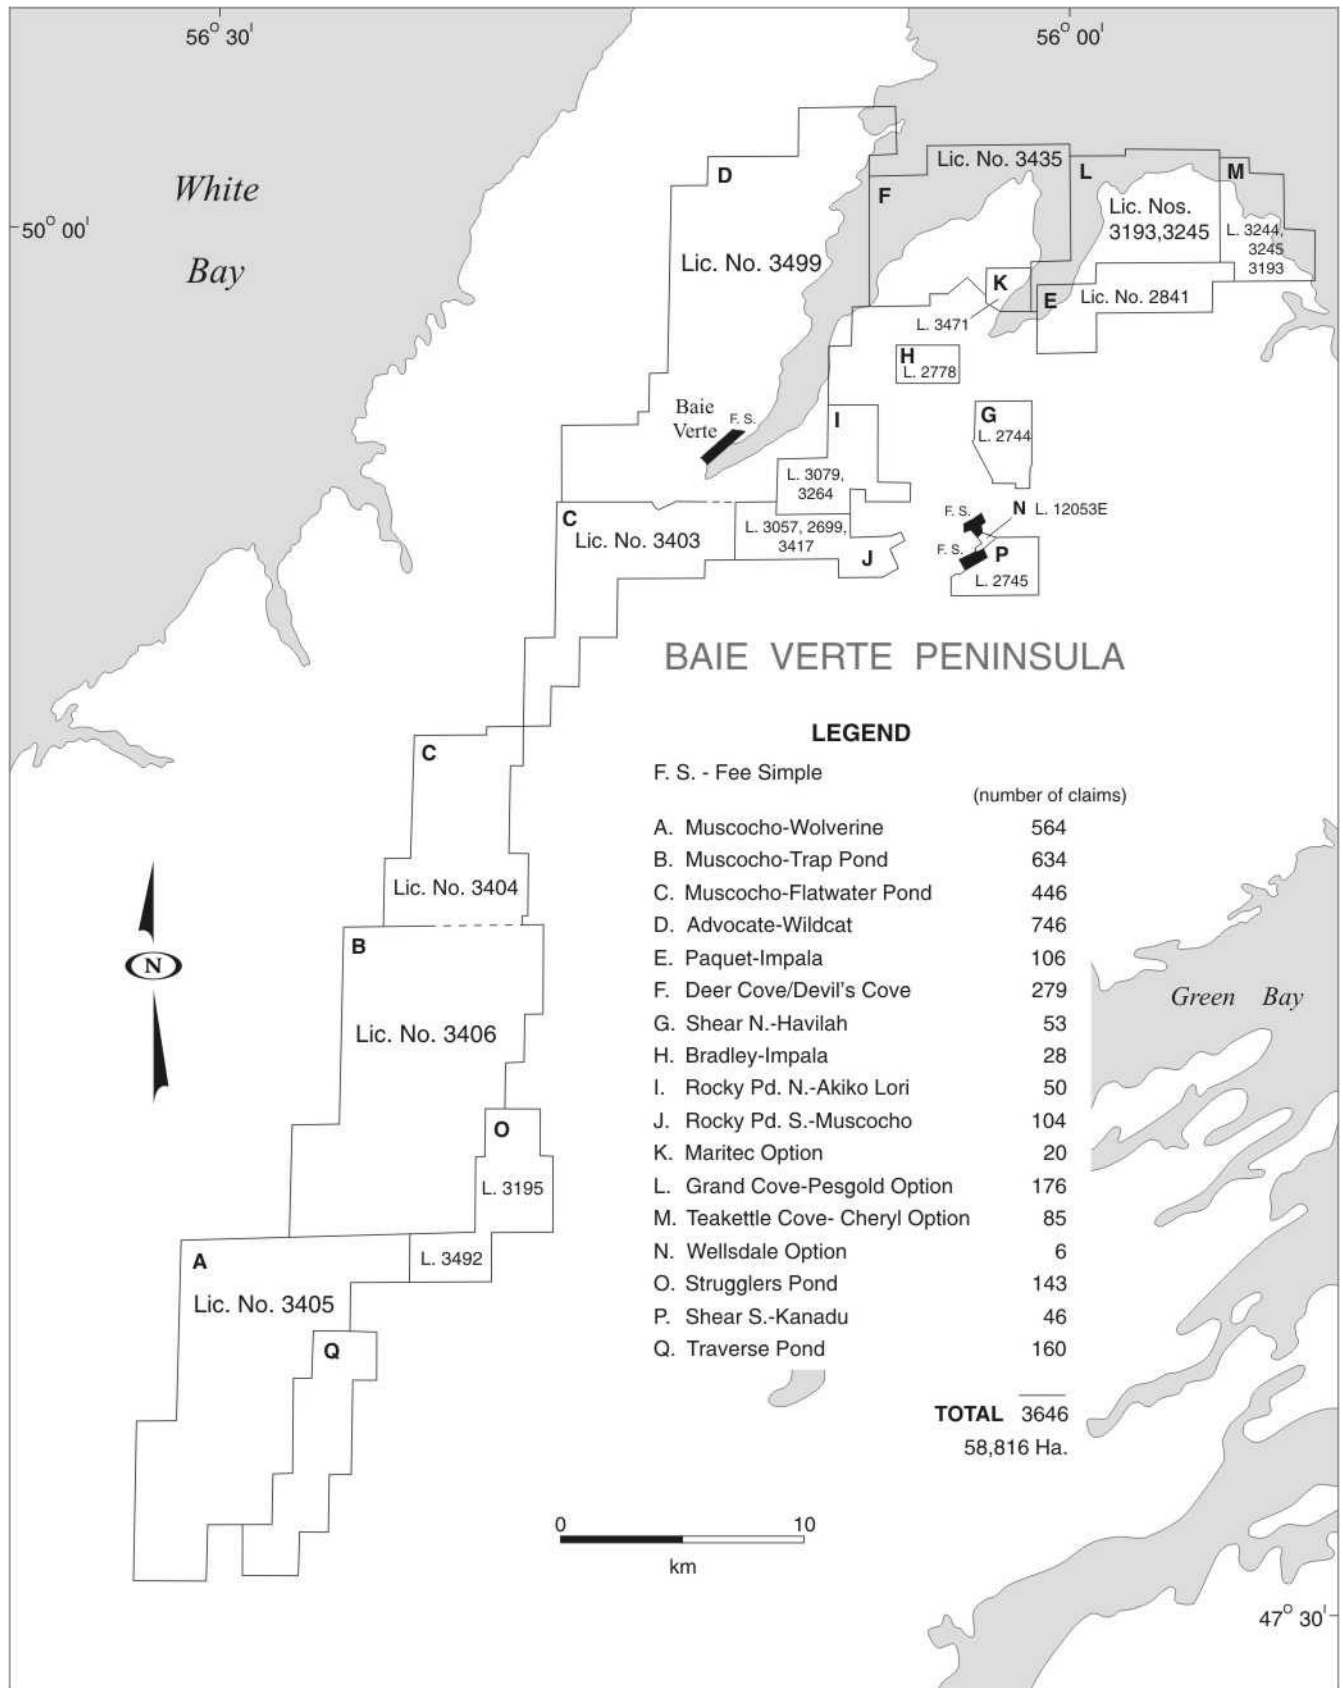 56° 30'
56° 00'
White
Bay
50° 00'
D
Lic. No. 3499
F
Lic. No. 3435
L
Lic. Nos.
3193,3245
M
L. 3244,
3245
3193
K
L. 3471
E
Lic. No. 2841
H
L. 2778
Baie
Verte
F. S.
I
L. 3079,
3264
G
L. 2744
C
Lic. No. 3403
L. 3057, 2699,
3417
J
F. S.
N L. 12053E
F. S.
P
L. 2745
BAIE VERTE PENINSULA
C
Lic. No. 3404
B
Lic. No. 3406
N
O
L. 3195
A
L. 3492
Lic. No. 3405
Q
LEGEND
F. S. - Fee Simple
(number of claims)
A. Muscocho-Wolverine 564
B. Muscocho-Trap Pond 634
C. Muscocho-Flatwater Pond 446
D. Advocate-Wildcat 746
E. Paquet-Impala 106
F. Deer Cove/Devil's Cove 279
G. Shear N.-Havilah 53
H. Bradley-Impala 28
I. Rocky Pd. N.-Akiko Lori 50
J. Rocky Pd. S.-Muscocho 104
K. Maritec Option 20
L. Grand Cove-Pesgold Option 176
M. Teakettle Cove- Cheryl Option 85
N. Wellsdale Option 6
O. Strugglers Pond 143
P. Shear S.-Kanadu 46
Q. Traverse Pond 160
TOTAL 3646
58,816 Ha.
Green Bay
0 10
km
47° 30'